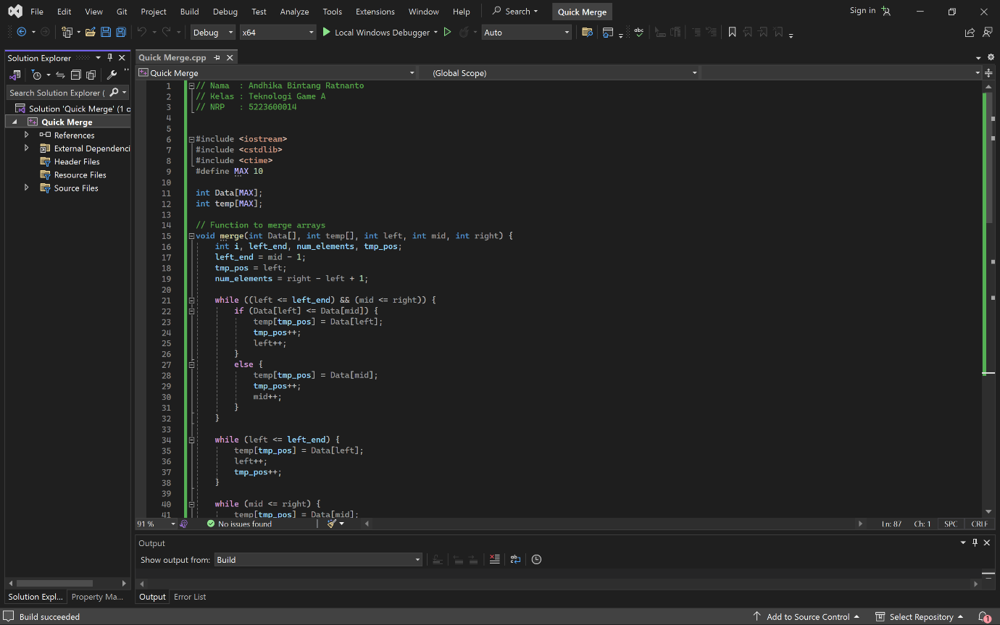 File Edit View Git Project Build Debug Test Analyze Tools Extensions Window Help Search Quick Merge Sign in
Debug x64 Local Windows Debugger Auto
Solution Explorer
Search Solution Explorer (
Solution 'Quick Merge' (1 o
Quick Merge
References
External Dependenci
Header Files
Resource Files
Source Files
Solution Expl... Property Ma...
Quick Merge.cpp
Quick Merge (Global Scope)
1 // Nama  : Andhika Bintang Ratnanto
2 // Kelas : Teknologi Game A
3 // NRP   : 5223600014
4
5
6 #include <iostream>
7 #include <cstdlib>
8 #include <ctime>
9 #define MAX 10
10
11 int Data[MAX];
12 int temp[MAX];
13
14 // Function to merge arrays
15 void merge(int Data[], int temp[], int left, int mid, int right) {
16     int i, left_end, num_elements, tmp_pos;
17     left_end = mid - 1;
18     tmp_pos = left;
19     num_elements = right - left + 1;
20
21     while ((left <= left_end) && (mid <= right)) {
22         if (Data[left] <= Data[mid]) {
23             temp[tmp_pos] = Data[left];
24             tmp_pos++;
25             left++;
26         }
27         else {
28             temp[tmp_pos] = Data[mid];
29             tmp_pos++;
30             mid++;
31         }
32     }
33
34     while (left <= left_end) {
35         temp[tmp_pos] = Data[left];
36         left++;
37         tmp_pos++;
38     }
39
40     while (mid <= right) {
41         temp[tmp_pos] = Data[mid];
91 % No issues found Ln: 87 Ch: 1 SPC CRLF
Output
Show output from: Build
Output Error List
Build succeeded Add to Source Control Select Repository 1